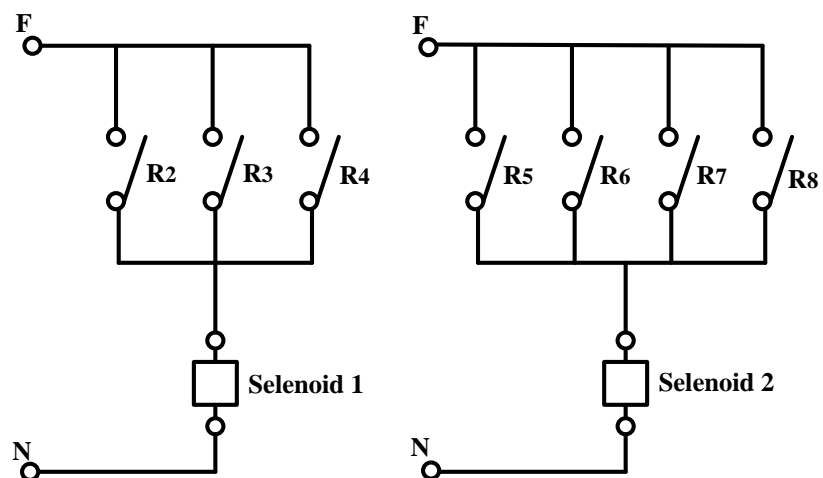 F
R2
R3
R4
Selenoid 1
N
F
R5
R6
R7
R8
Selenoid 2
N